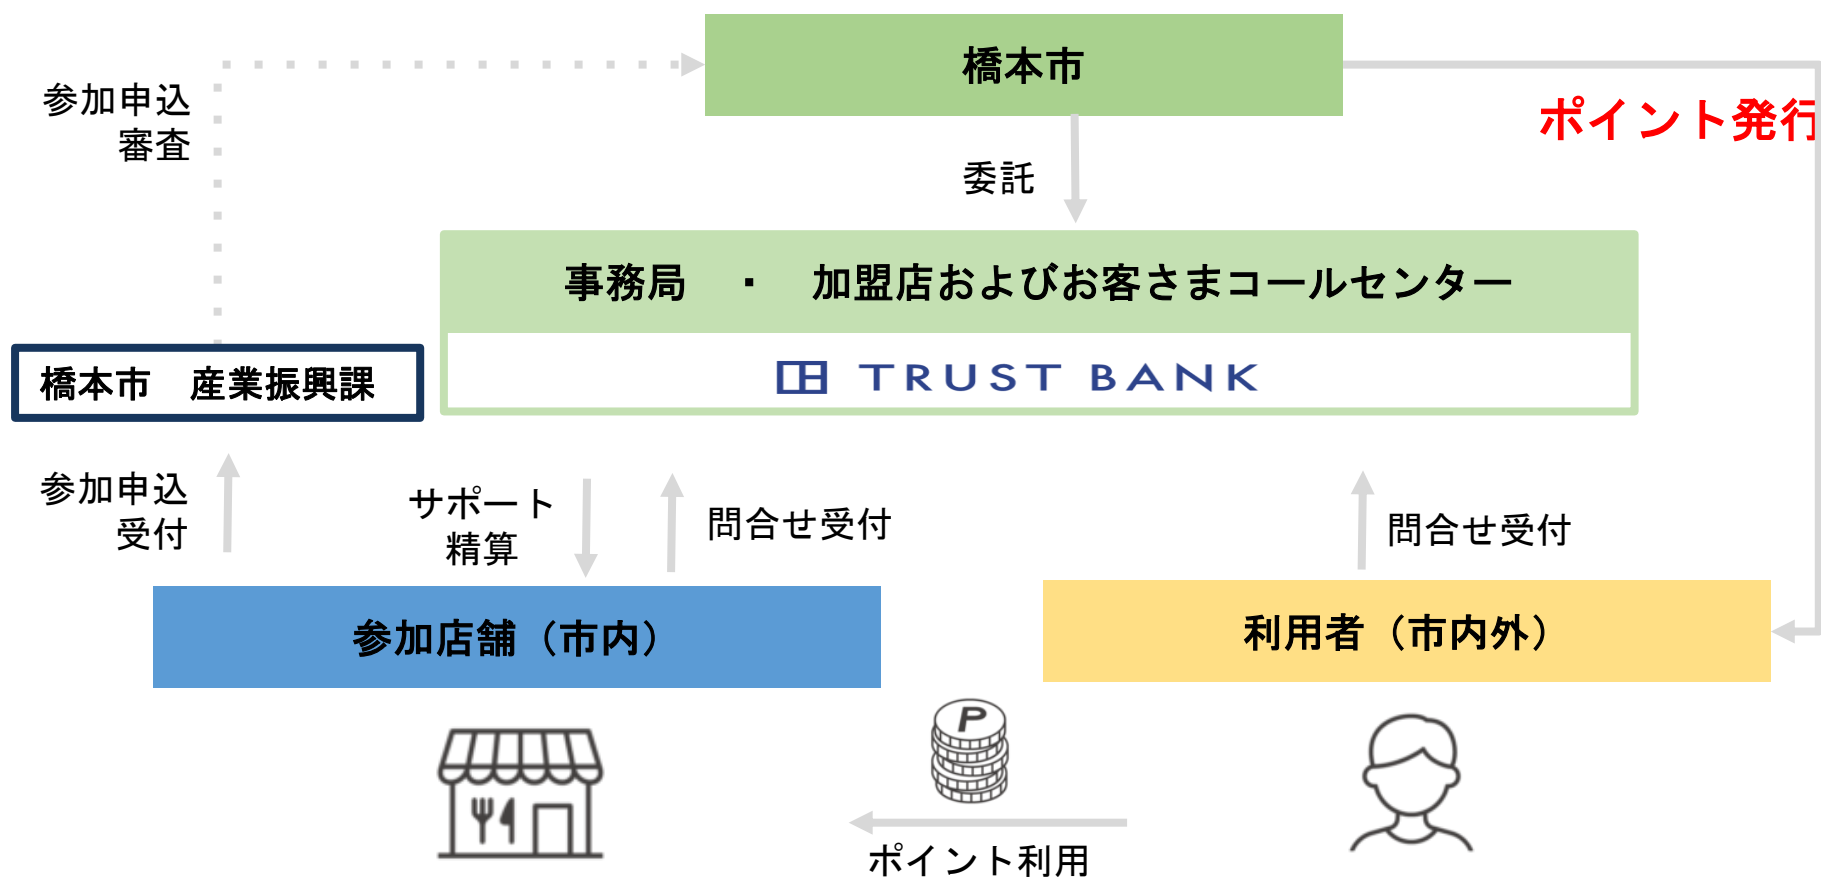 橋本市
参加申込
審査
ポイント発行
委託
事務局　・　加盟店およびお客さまコールセンター
TRUST BANK
橋本市　産業振興課
参加申込
受付
サポート
精算
問合せ受付
問合せ受付
参加店舗（市内）
利用者（市内外）
P
ポイント利用